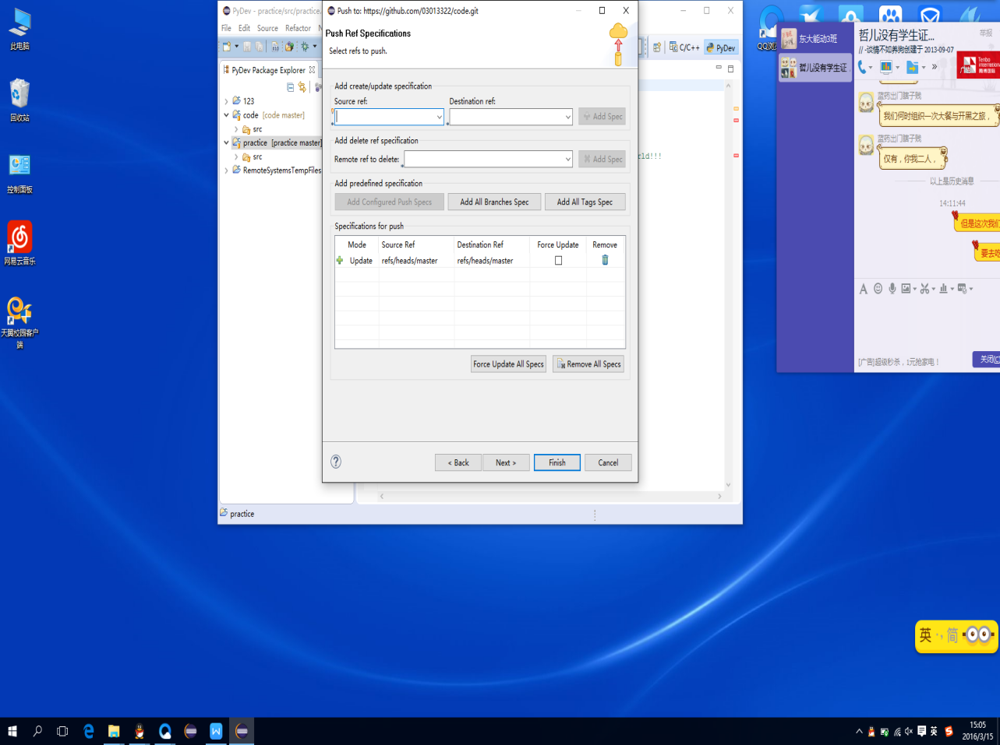 此电脑
回收站
控制面板
网易云音乐
天翼校园客户端
PyDev - practice/src/practice.
File Edit Source Refactor N
C/C++
PyDev
PyDev Package Explorer
123
code [code master]
src
practice [practice master]
src
RemoteSystemsTempFiles
rld!!!
practice
Push to: https://github.com/03013322/code.git
Push Ref Specifications
Select refs to push.
Add create/update specification
Source ref:
Destination ref:
Add Spec
Add delete ref specification
Remote ref to delete:
Add Spec
Add predefined specification
Add Configured Push Specs
Add All Branches Spec
Add All Tags Spec
Specifications for push
Mode Source Ref Destination Ref Force Update Remove
Update refs/heads/master refs/heads/master
Force Update All Specs
Remove All Specs
< Back
Next >
Finish
Cancel
QQ浏
东大能动3班
哲儿没有学生证
哲儿没有学生证...
举报
// -谈情不如养狗创建于 2013-09-07
Tenbo
International
蓝药出门瞎子贱
我们何时组织一次大餐与开黑之旅，
蓝药出门瞎子贱
仅有，你我二人，
以上是历史消息
14:11:44
但是这次我们
要去吃
[广告]超级秒杀，1元抢家电！
关闭(C
英 ·, 简
英
15:05
2016/3/15